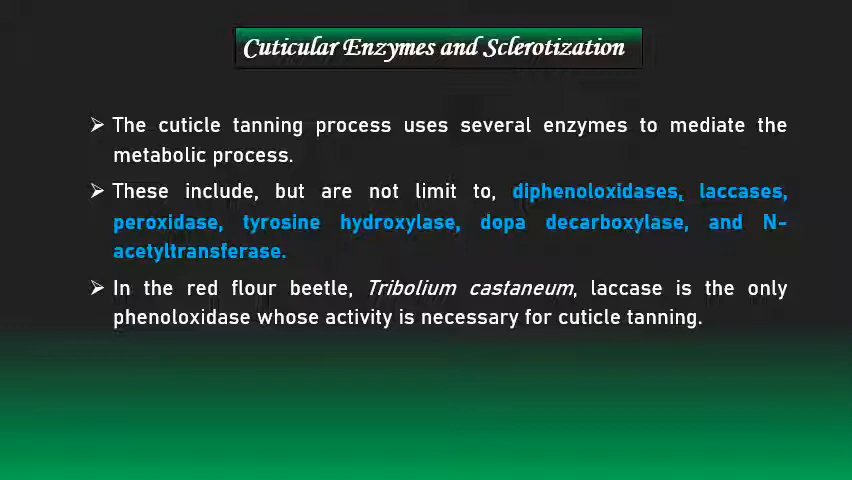 Cuticular Enzymes and Sclerotization
➢ The cuticle tanning process uses several enzymes to mediate the
metabolic process.
➢ These include, but are not limit to, diphenoloxidases, laccases,
peroxidase, tyrosine hydroxylase, dopa decarboxylase, and N-
acetyltransferase.
➢ In the red flour beetle, Tribolium castaneum, laccase is the only
phenoloxidase whose activity is necessary for cuticle tanning.